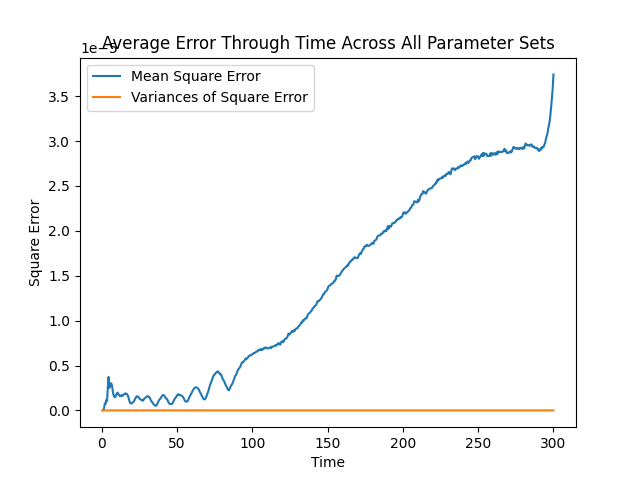 Average Error Through Time Across All Parameter Sets
Mean Square Error
Variances of Square Error
3.5
3.0
2.5
2.0
1.5
1.0
0.5
0.0
Square Error
0 50 100 150 200 250 300
Time